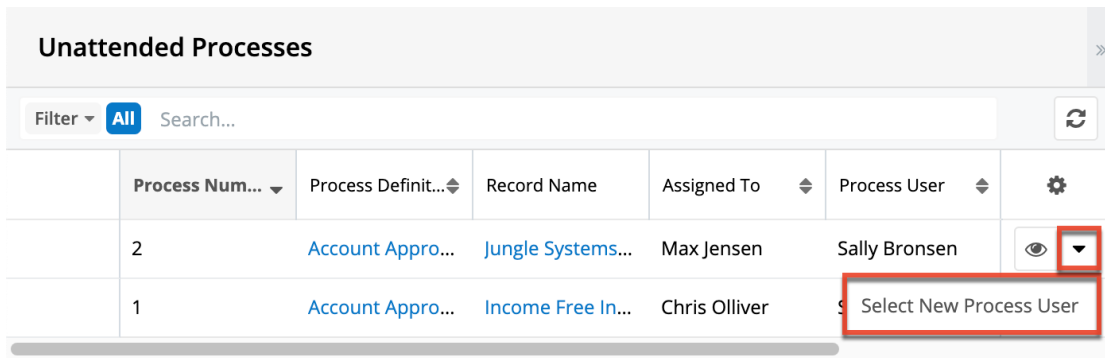 Unattended Processes
Filter All Search...
Process Num... Process Definit... Record Name Assigned To Process User
2 Account Appro... Jungle Systems... Max Jensen Sally Bronsen
1 Account Appro... Income Free In... Chris Olliver
Select New Process User